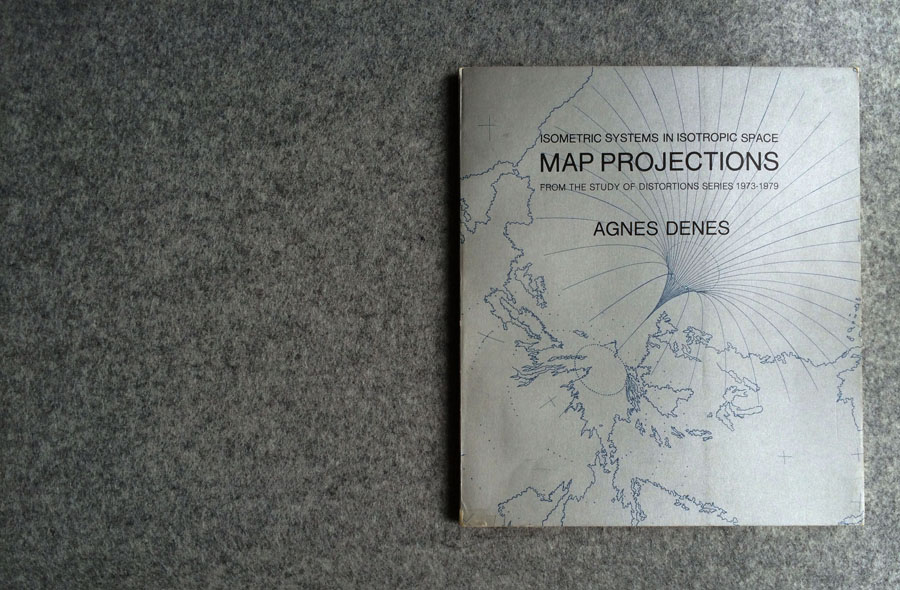 ISOMETRIC SYSTEMS IN ISOTROPIC SPACE
MAP PROJECTIONS
FROM THE STUDY OF DISTORTIONS SERIES 1973-1979
AGNES DENES